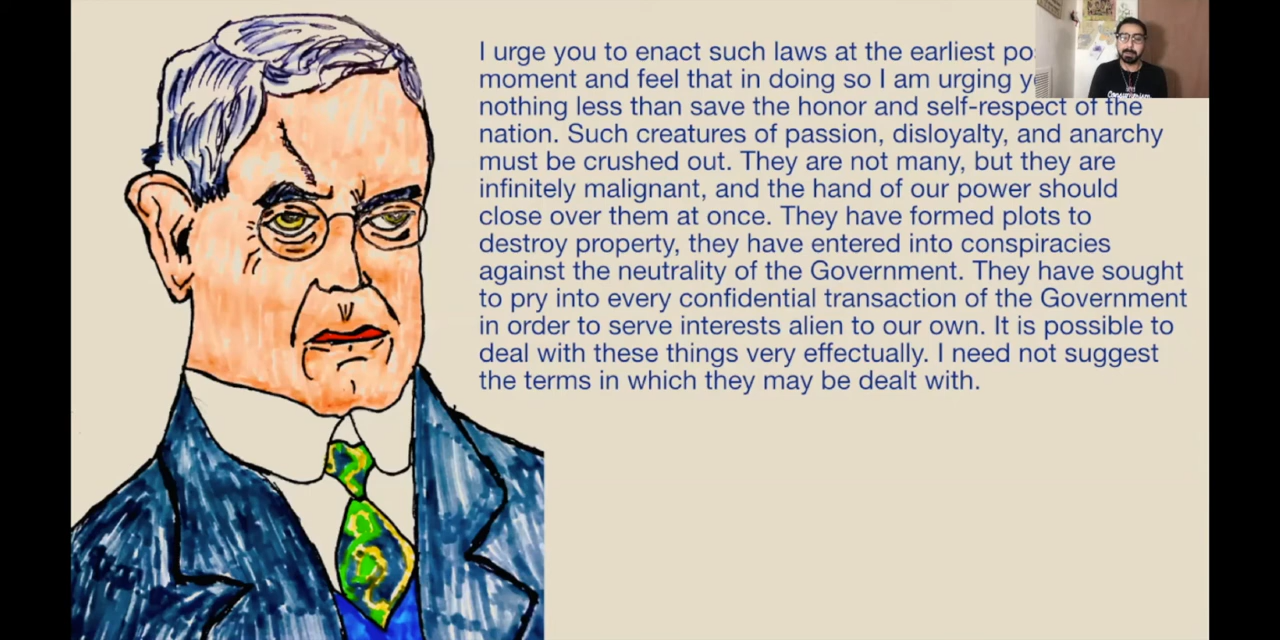 I urge you to enact such laws at the earliest
moment and feel that in doing so I am urging
nothing less than save the honor and self-respect of the
nation. Such creatures of passion, disloyalty, and anarchy
must be crushed out. They are not many, but they are
infinitely malignant, and the hand of our power should
close over them at once. They have formed plots to
destroy property, they have entered into conspiracies
against the neutrality of the Government. They have sought
to pry into every confidential transaction of the Government
in order to serve interests alien to our own. It is possible to
deal with these things very effectually. I need not suggest
the terms in which they may be dealt with.